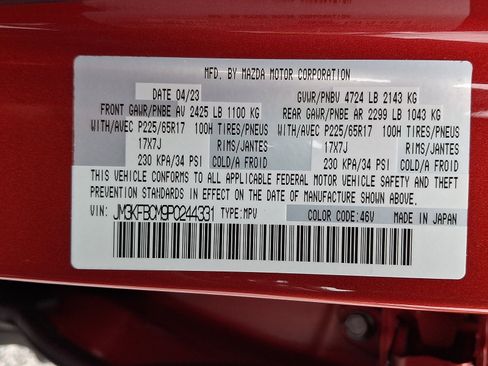 MFD. BY MAZDA MOTOR CORPORATION
DATE 04/23 GVWR/PNBV 4724 LB 2143 KG
FRONT GAWR/PNBE AV 2425 LB 1100 KG REAR GAWR/PNBE AR 2299 LB 1043 KG
WITH/AVEC P225/65R17 100H TIRES/PNEUS WITH/AVEC P225/65R17 100H TIRES/PNEUS
17X7J RIMS/JANTES 17X7J RIMS/JANTES
230 KPA/34 PSI COLD/A FROID 230 KPA/34 PSI COLD/A FROID
THIS VEHICLE CONFORMS TO ALL APPLICABLE FEDERAL MOTOR VEHICLE SAFETY AND THEFT
PREVENTION STANDARDS IN EFFECT ON THE DATE OF MANUFACTURE SHOWN ABOVE.
VIN: JM3KFBCM9P0244331 TYPE:MPV COLOR CODE:46V MADE IN JAPAN